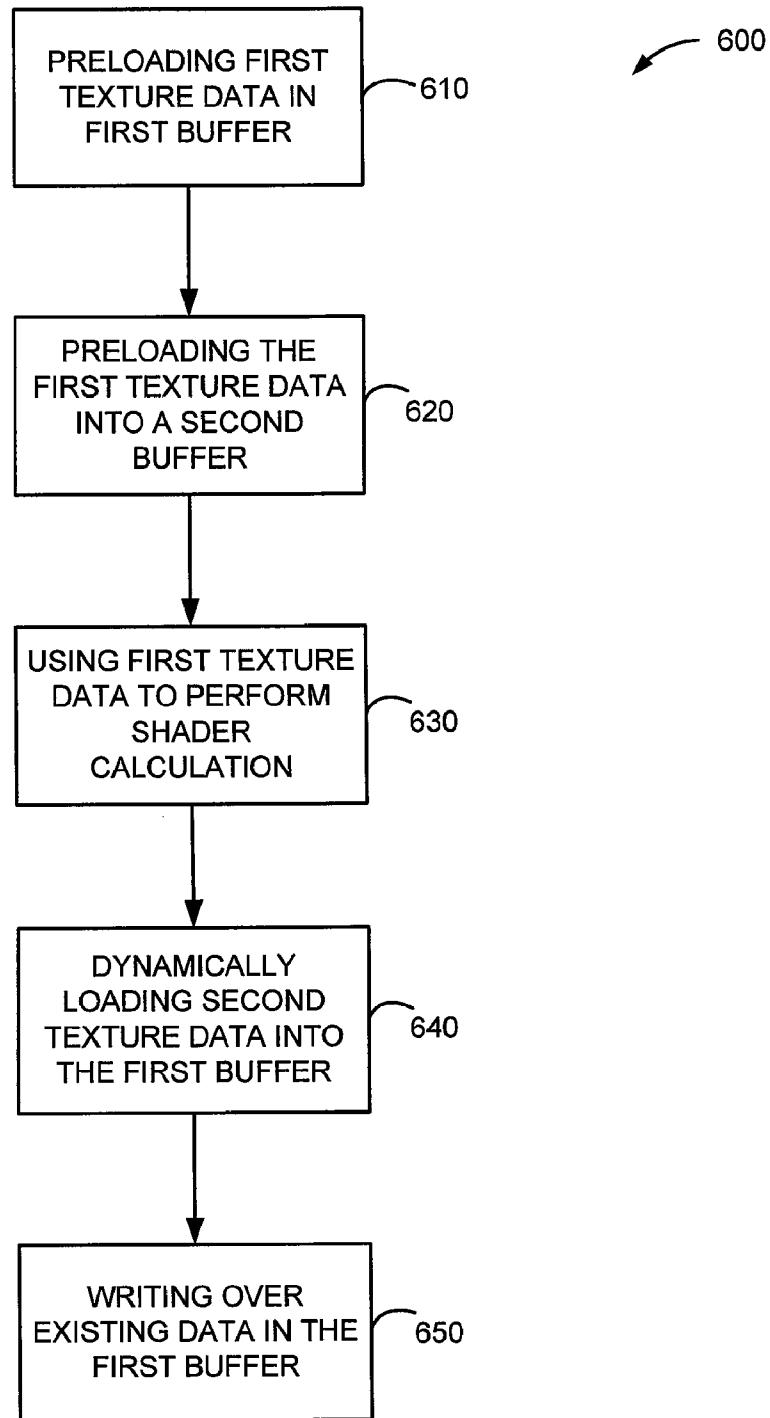 600
PRELOADING FIRST
TEXTURE DATA IN
FIRST BUFFER
610
PRELOADING THE
FIRST TEXTURE DATA
INTO A SECOND
BUFFER
620
USING FIRST TEXTURE
DATA TO PERFORM
SHADER
CALCULATION
630
DYNAMICALLY
LOADING SECOND
TEXTURE DATA INTO
THE FIRST BUFFER
640
WRITING OVER
EXISTING DATA IN THE
FIRST BUFFER
650